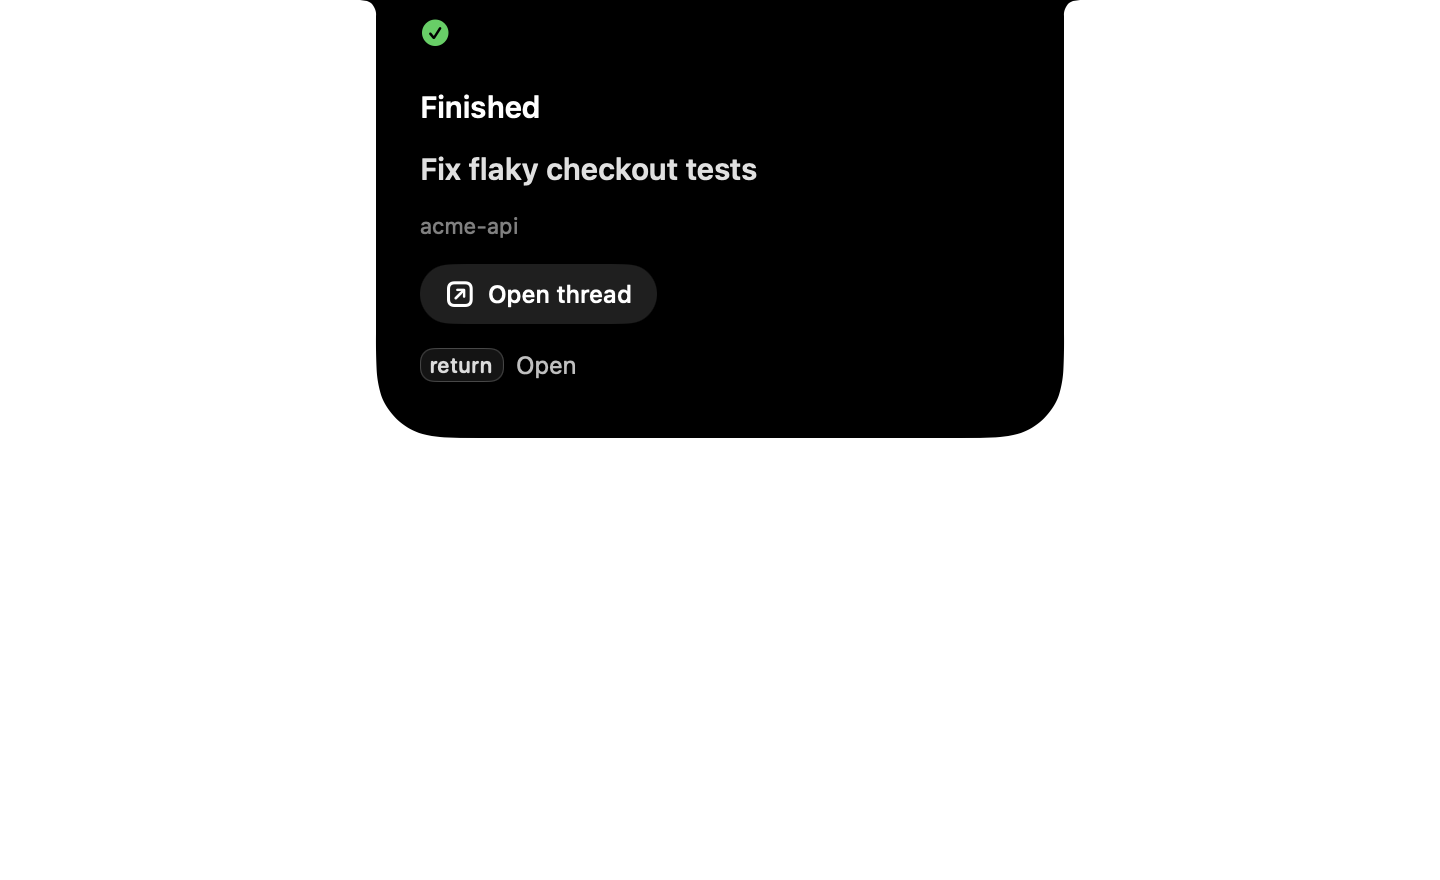 Finished
Fix flaky checkout tests
acme-api
Open thread
return Open